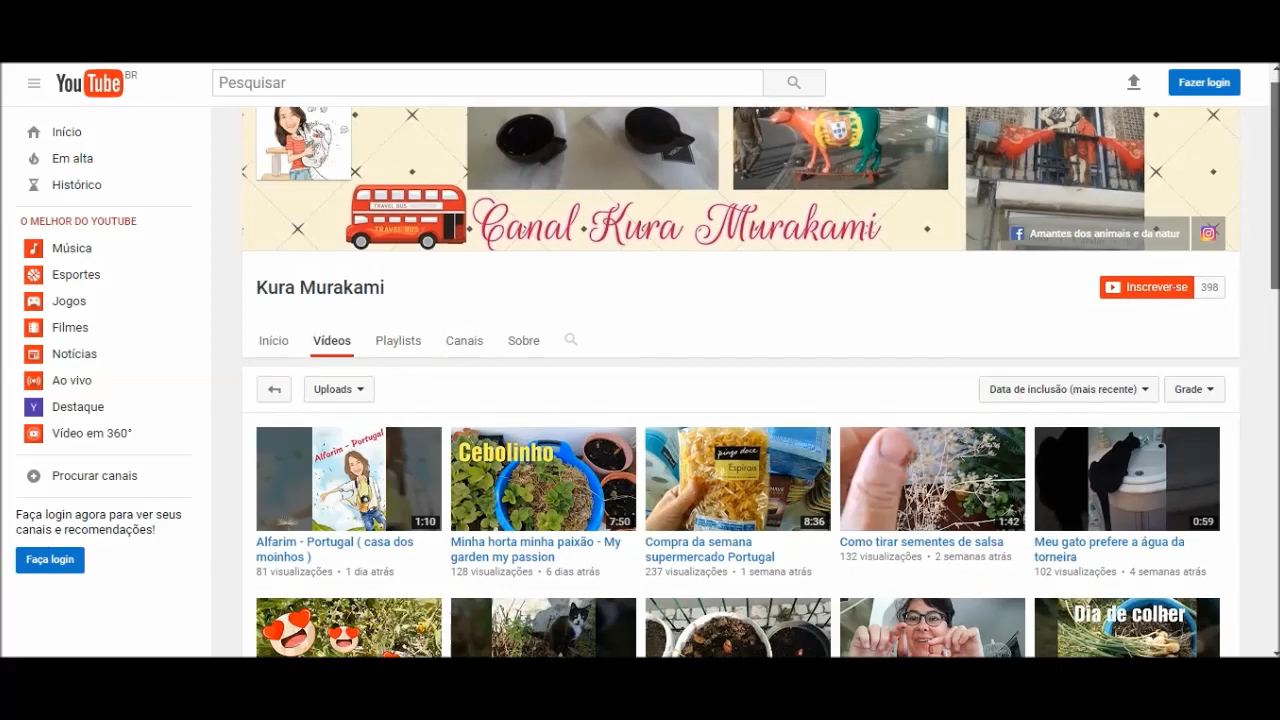 YouTube BR
Pesquisar
Fazer login
Início
Em alta
Histórico
O MELHOR DO YOUTUBE
Música
Esportes
Jogos
Filmes
Notícias
Ao vivo
Y Destaque
Vídeo em 360°
Procurar canais
Faça login agora para ver seus
canais e recomendações!
Faça login
TRAVEL BUS
TRAVEL BUS
Canal Kura Murakami
Amantes dos animais e da natur
Kura Murakami
Inscrever-se 398
Início Vídeos Playlists Canais Sobre
Uploads
Data de inclusão (mais recente) Grade
Alfarim - Portugal
1:10
Alfarim - Portugal ( casa dos
moinhos )
81 visualizações • 1 dia atrás
Cebolinho
7:50
Minha horta minha paixão - My
garden my passion
128 visualizações • 6 dias atrás
pingo doce
Espirais
8:36
Compra da semana
supermercado Portugal
237 visualizações • 1 semana atrás
1:42
Como tirar sementes de salsa
132 visualizações • 2 semanas atrás
0:59
Meu gato prefere a água da
torneira
102 visualizações • 4 semanas atrás
Dia de colher